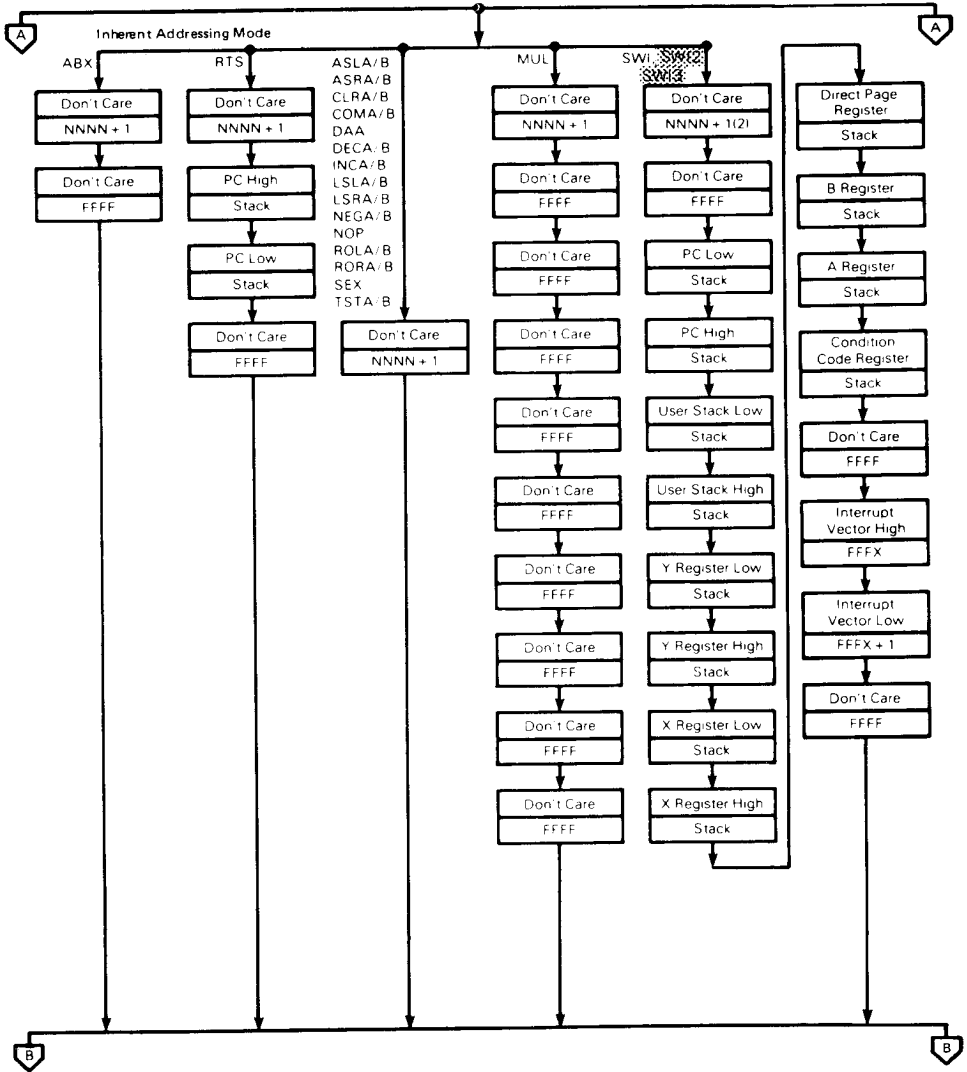 A
A
Inherent Addressing Mode
ABX
Don't Care
NNNN + 1
Don't Care
FFFF
RTS
Don't Care
NNNN + 1
PC High
Stack
PC Low
Stack
Don't Care
FFFF
ASLA/B
ASRA/B
CLRA/B
COMA/B
DAA
DECA/B
INCA/B
LSLA/B
LSRA/B
NEGA/B
NOP
ROLA/B
RORA/B
SEX
TSTA/B
Don't Care
NNNN + 1
MUL
Don't Care
NNNN + 1
Don't Care
FFFF
Don't Care
FFFF
Don't Care
FFFF
Don't Care
FFFF
Don't Care
FFFF
Don't Care
FFFF
Don't Care
FFFF
Don't Care
FFFF
Don't Care
FFFF
SWI, SWI2
SWI3
Don't Care
NNNN + 1(2)
Don't Care
FFFF
PC Low
Stack
PC High
Stack
User Stack Low
Stack
User Stack High
Stack
Y Register Low
Stack
Y Register High
Stack
X Register Low
Stack
X Register High
Stack
Direct Page
Register
Stack
B Register
Stack
A Register
Stack
Condition
Code Register
Stack
Don't Care
FFFF
Interrupt
Vector High
FFFX
Interrupt
Vector Low
FFFX + 1
Don't Care
FFFF
B
B